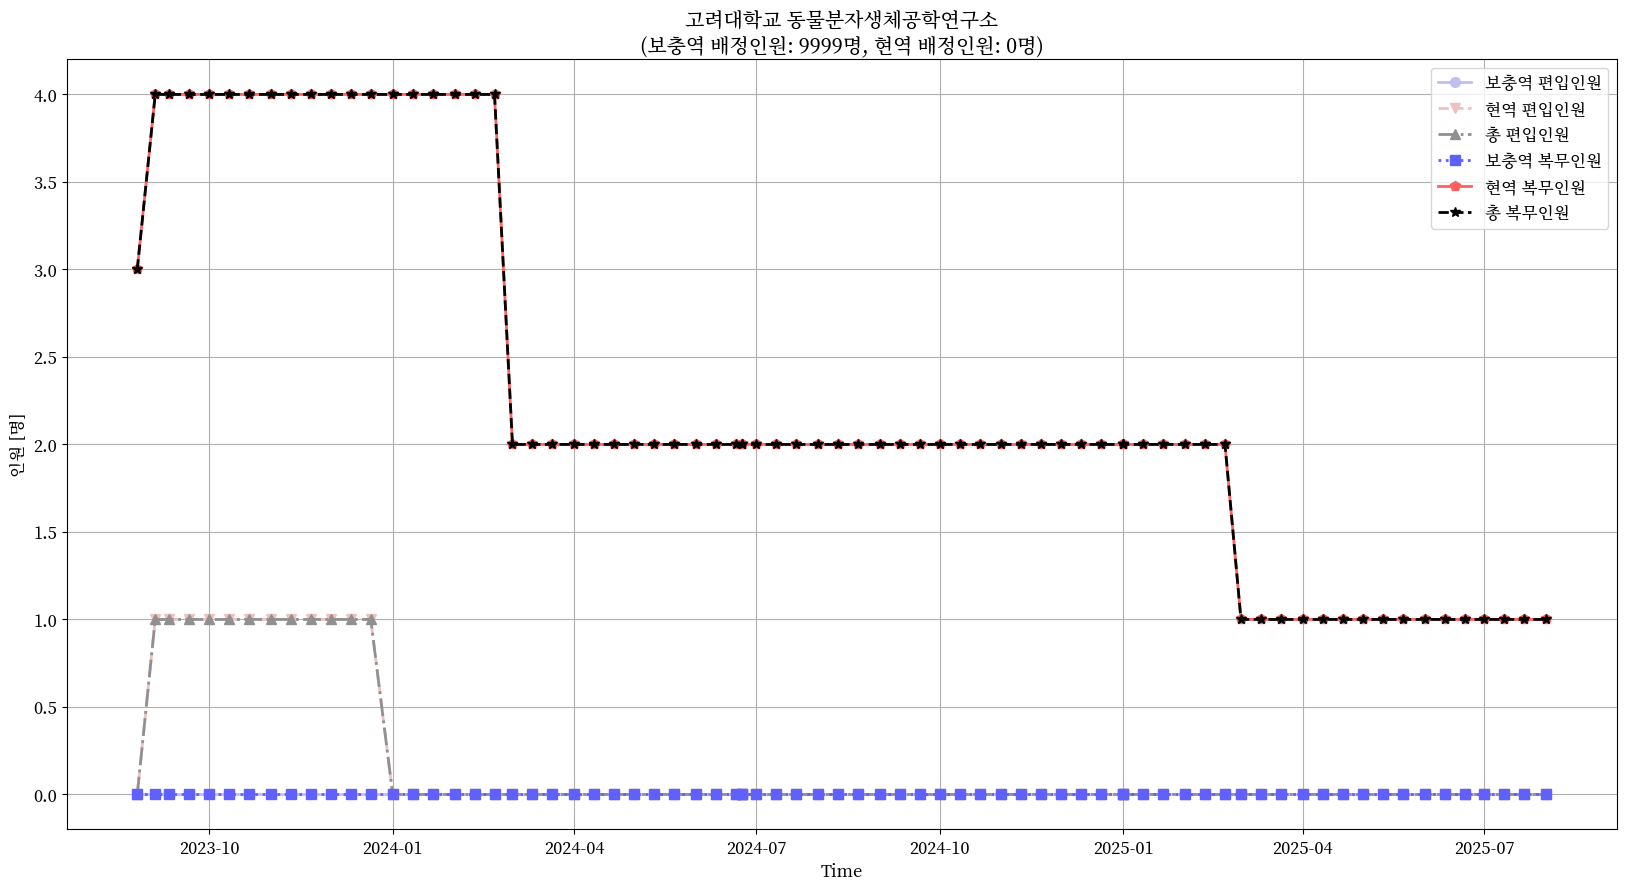 고려대학교 동물분자생체공학연구소
(보충역 배정인원: 9999명, 현역 배정인원: 0명)
보충역 편입인원
현역 편입인원
총 편입인원
보충역 복무인원
현역 복무인원
총 복무인원
인원 [명]
4.0
3.5
3.0
2.5
2.0
1.5
1.0
0.5
0.0
2023-10
2024-01
2024-04
2024-07
2024-10
2025-01
2025-04
2025-07
Time